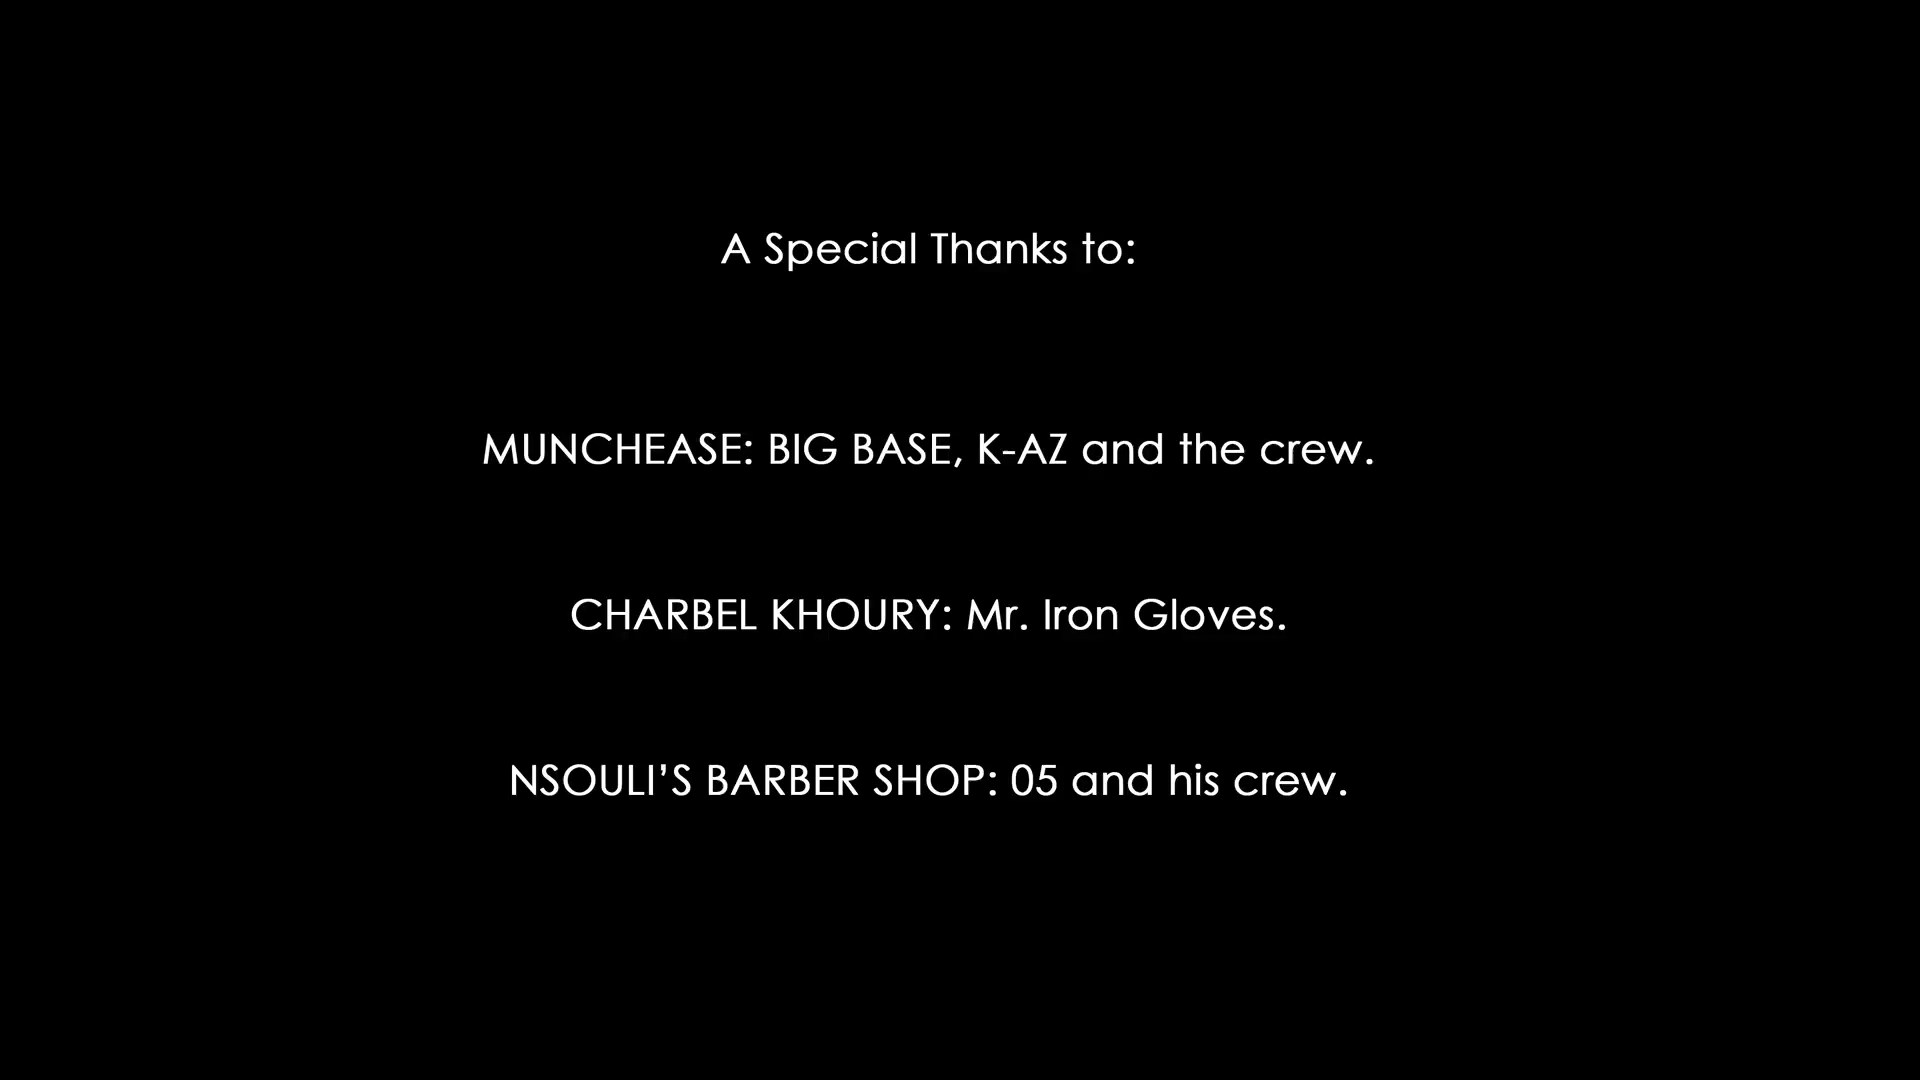 A Special Thanks to:
MUNCHEASE: BIG BASE, K-AZ and the crew.
CHARBEL KHOURY: Mr. Iron Gloves.
NSOULI’S BARBER SHOP: 05 and his crew.